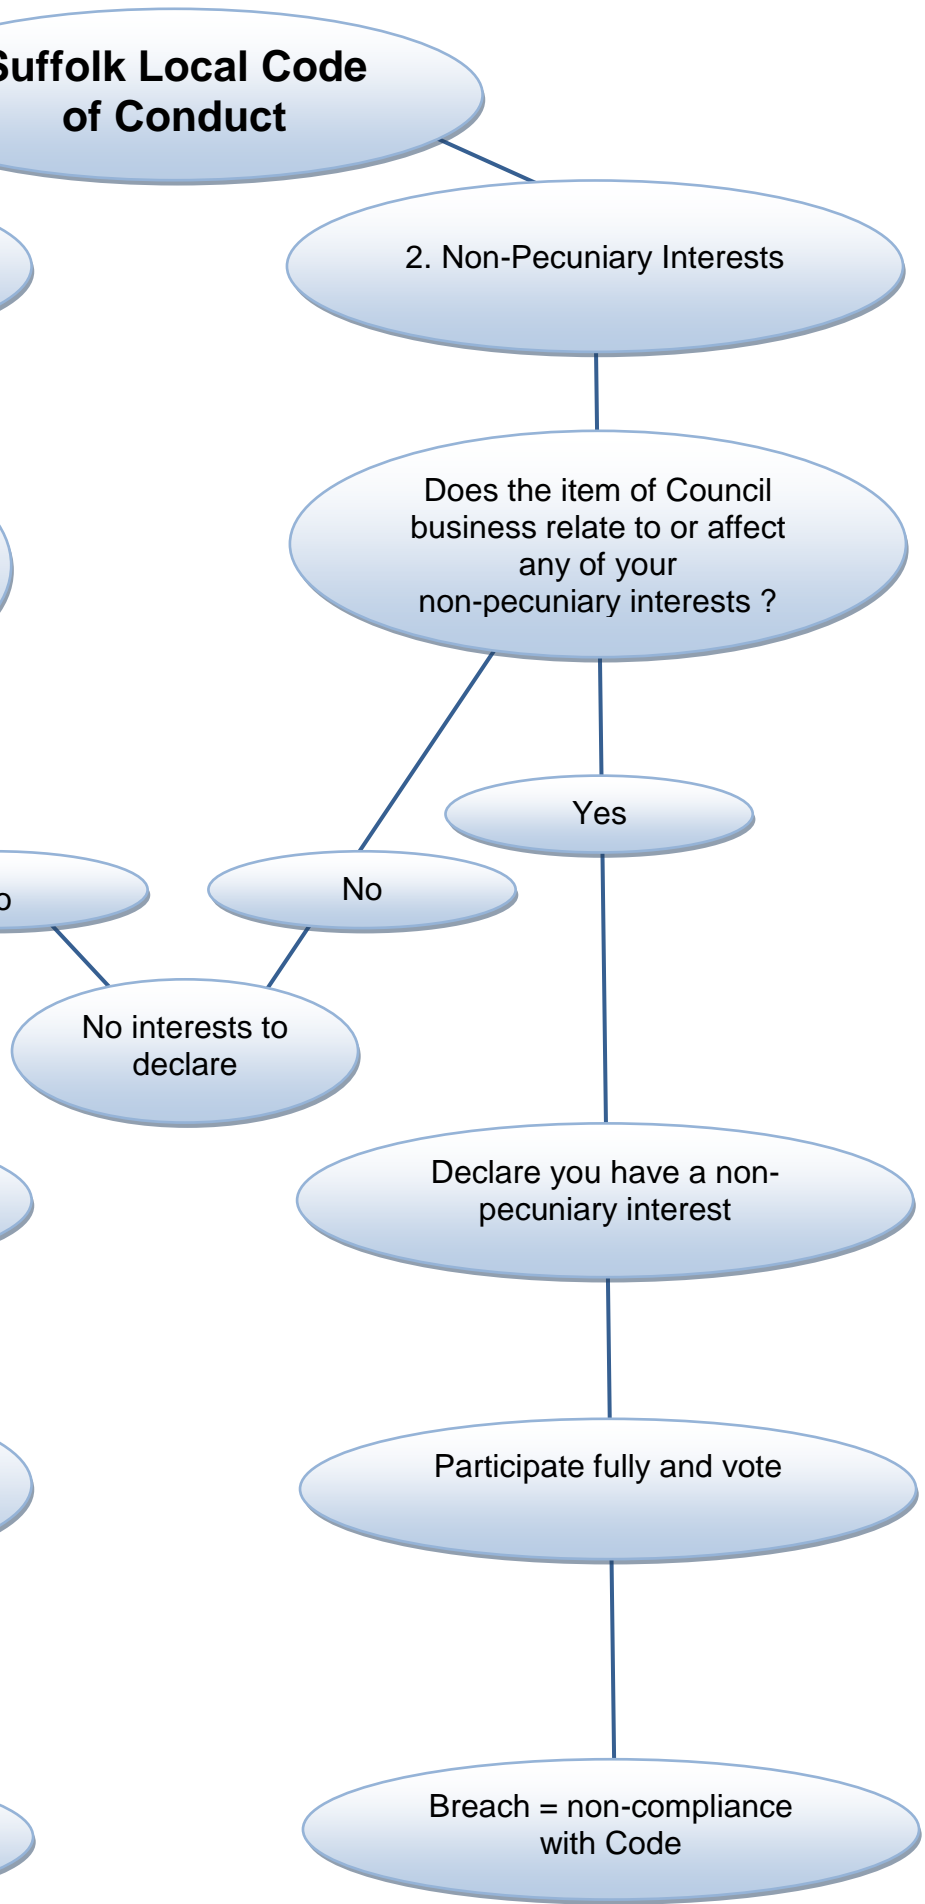 Suffolk Local Code
of Conduct
2. Non-Pecuniary Interests
Does the item of Council
business relate to or affect
any of your
non-pecuniary interests ?
Yes
No
No interests to
declare
Declare you have a non-
pecuniary interest
Participate fully and vote
Breach = non-compliance
with Code